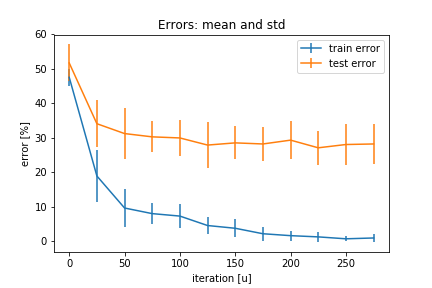 Errors: mean and std
train error
test error
60
50
40
30
20
10
0
error [%]
0
50
100
150
200
250
iteration [u]